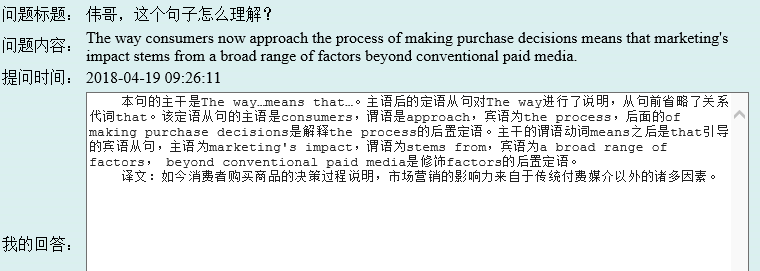 问题标题： 伟哥，这个句子怎么理解？
问题内容： The way consumers now approach the process of making purchase decisions means that marketing's
impact stems from a broad range of factors beyond conventional paid media.
提问时间： 2018-04-19 09:26:11
本句的主干是The way…means that…。主语后的定语从句对The way进行了说明，从句前省略了关系
代词that。该定语从句的主语是consumers，谓语是approach，宾语为the process，后面的of
making purchase decisions是解释the process的后置定语。主干的谓语动词means之后是that引导
的宾语从句，主语为marketing's impact，谓语为stems from，宾语为a broad range of
factors， beyond conventional paid media是修饰factors的后置定语。
译文：如今消费者购买商品的决策过程说明，市场营销的影响力来自于传统付费媒介以外的诸多因素。
我的回答：